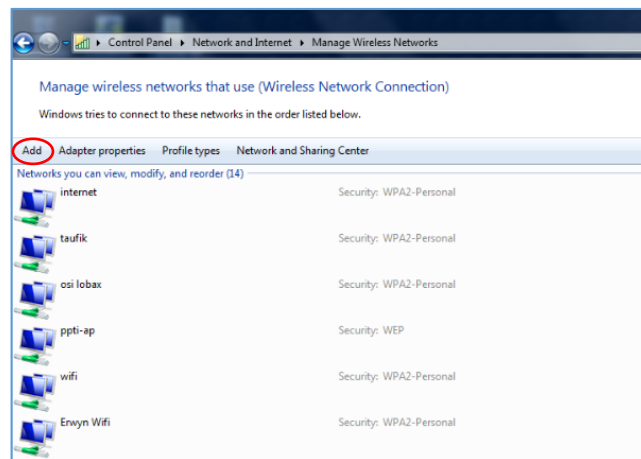 Control Panel ▸ Network and Internet ▸ Manage Wireless Networks
Manage wireless networks that use (Wireless Network Connection)
Windows tries to connect to these networks in the order listed below.
Add Adapter properties Profile types Network and Sharing Center
Networks you can view, modify, and reorder (14)
internet Security: WPA2-Personal
taufik Security: WPA2-Personal
osi lobax Security: WPA2-Personal
ppti-ap Security: WEP
wifi Security: WPA2-Personal
Erwyn Wifi Security: WPA2-Personal